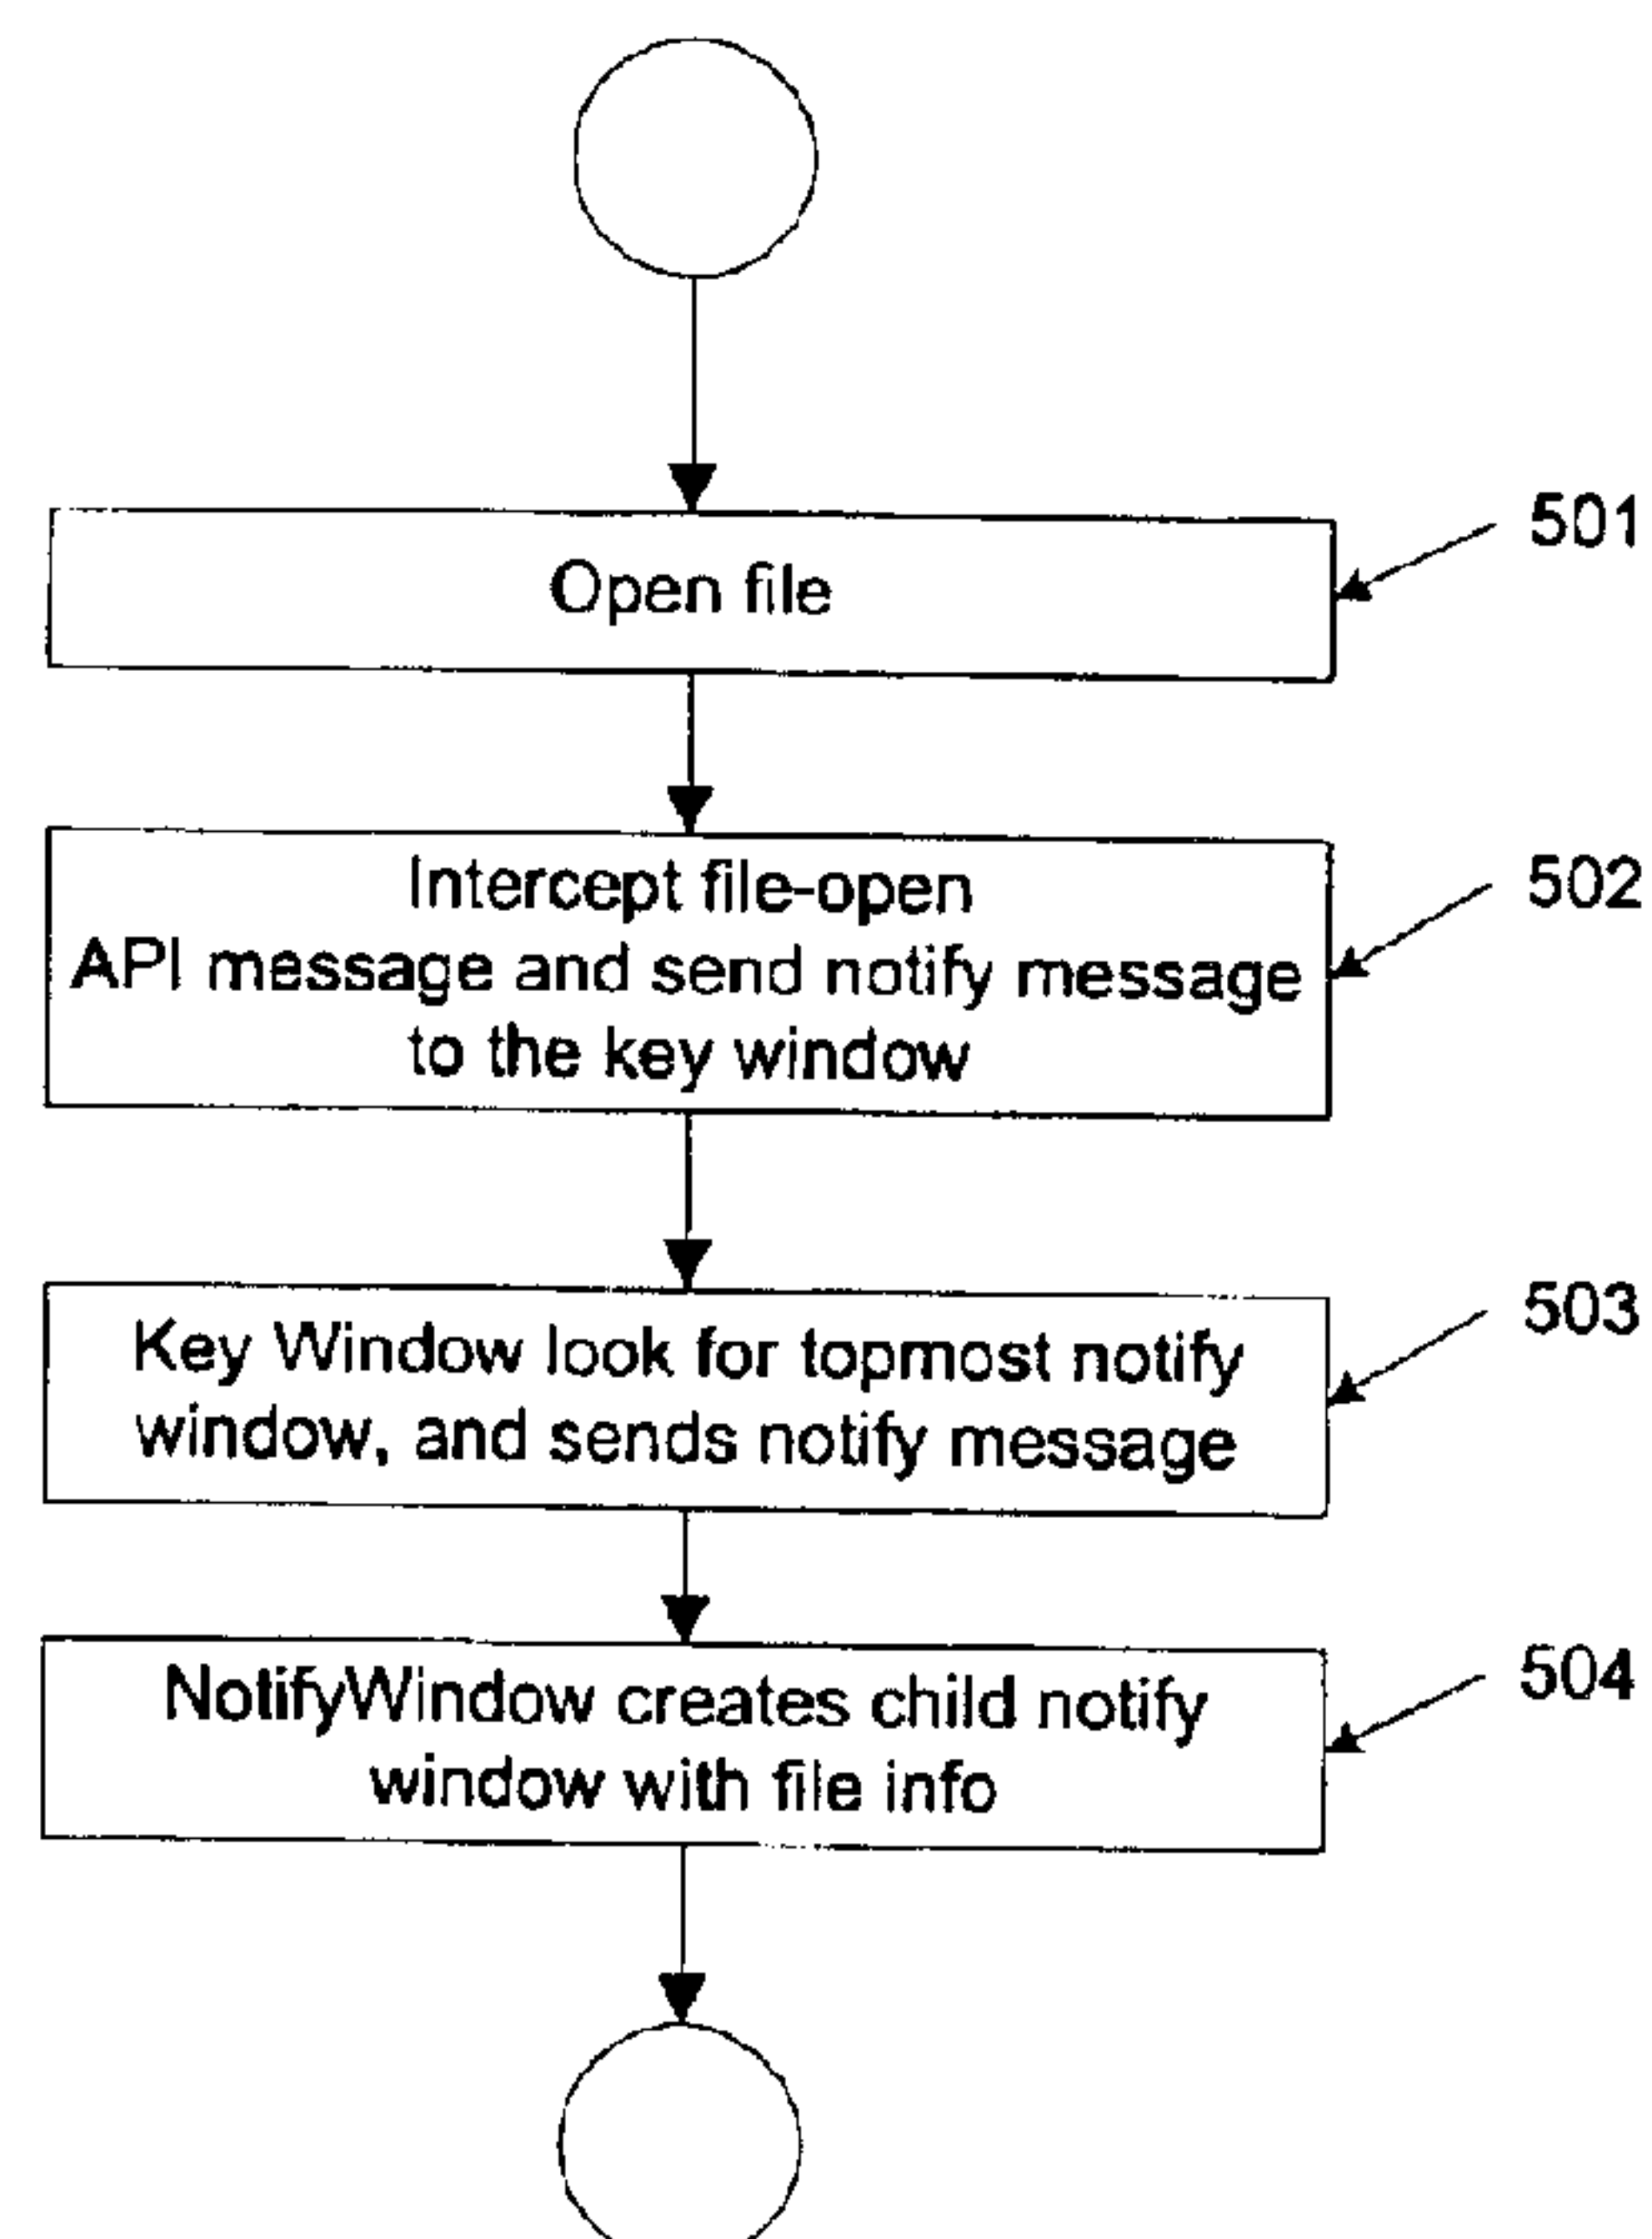 501
Open file
502
Intercept file-open
API message and send notify message
to the key window
503
Key Window look for topmost notify
window, and sends notify message
504
NotifyWindow creates child notify
window with file info